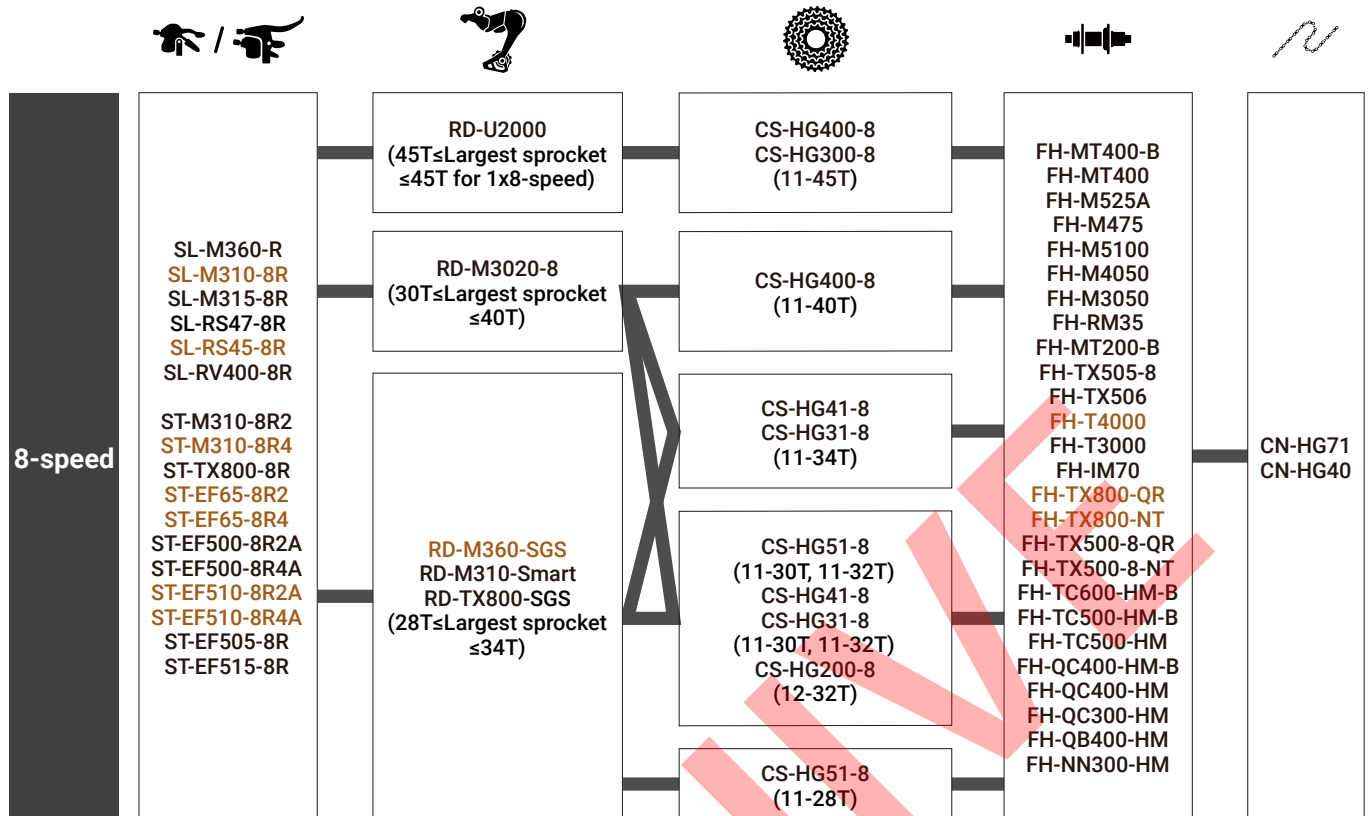 8-speed
SL-M360-R
SL-M310-8R
SL-M315-8R
SL-RS47-8R
SL-RS45-8R
SL-RV400-8R
ST-M310-8R2
ST-M310-8R4
ST-TX800-8R
ST-EF65-8R2
ST-EF65-8R4
ST-EF500-8R2A
ST-EF500-8R4A
ST-EF510-8R2A
ST-EF510-8R4A
ST-EF505-8R
ST-EF515-8R
RD-U2000
(45T≤Largest sprocket
≤45T for 1x8-speed)
RD-M3020-8
(30T≤Largest sprocket
≤40T)
RD-M360-SGS
RD-M310-Smart
RD-TX800-SGS
(28T≤Largest sprocket
≤34T)
CS-HG400-8
CS-HG300-8
(11-45T)
CS-HG400-8
(11-40T)
CS-HG41-8
CS-HG31-8
(11-34T)
CS-HG51-8
(11-30T, 11-32T)
CS-HG41-8
CS-HG31-8
(11-30T, 11-32T)
CS-HG200-8
(12-32T)
CS-HG51-8
(11-28T)
FH-MT400-B
FH-MT400
FH-M525A
FH-M475
FH-M5100
FH-M4050
FH-M3050
FH-RM35
FH-MT200-B
FH-TX505-8
FH-TX506
FH-T4000
FH-T3000
FH-IM70
FH-TX800-QR
FH-TX800-NT
FH-TX500-8-QR
FH-TX500-8-NT
FH-TC600-HM-B
FH-TC500-HM-B
FH-TC500-HM
FH-QC400-HM-B
FH-QC400-HM
FH-QC300-HM
FH-QB400-HM
FH-NN300-HM
CN-HG71
CN-HG40